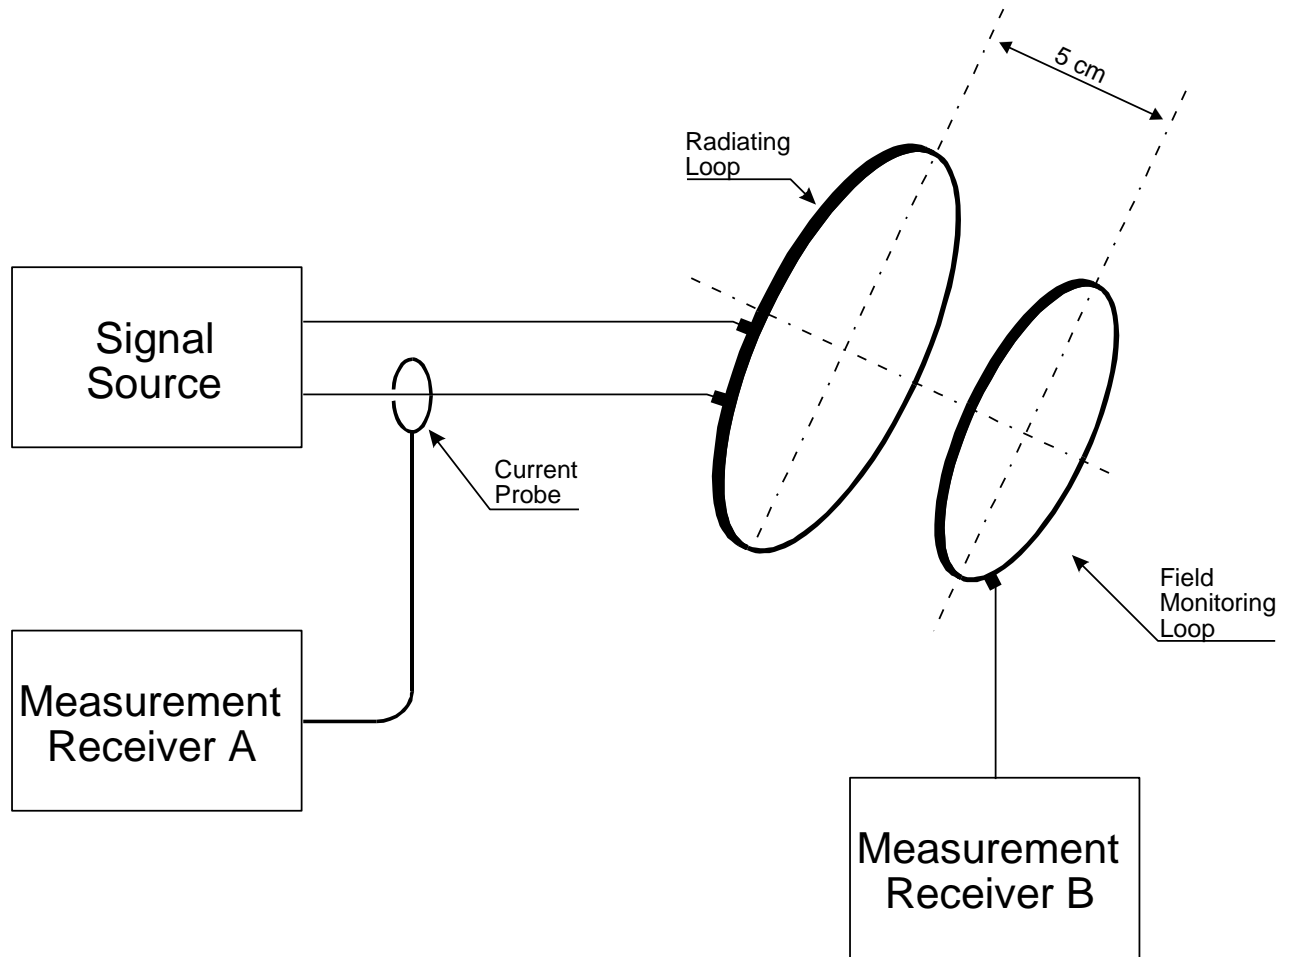 5 cm
Radiating
Loop
Signal
Source
Current
Probe
Field
Monitoring
Loop
Measurement
Receiver A
Measurement
Receiver B